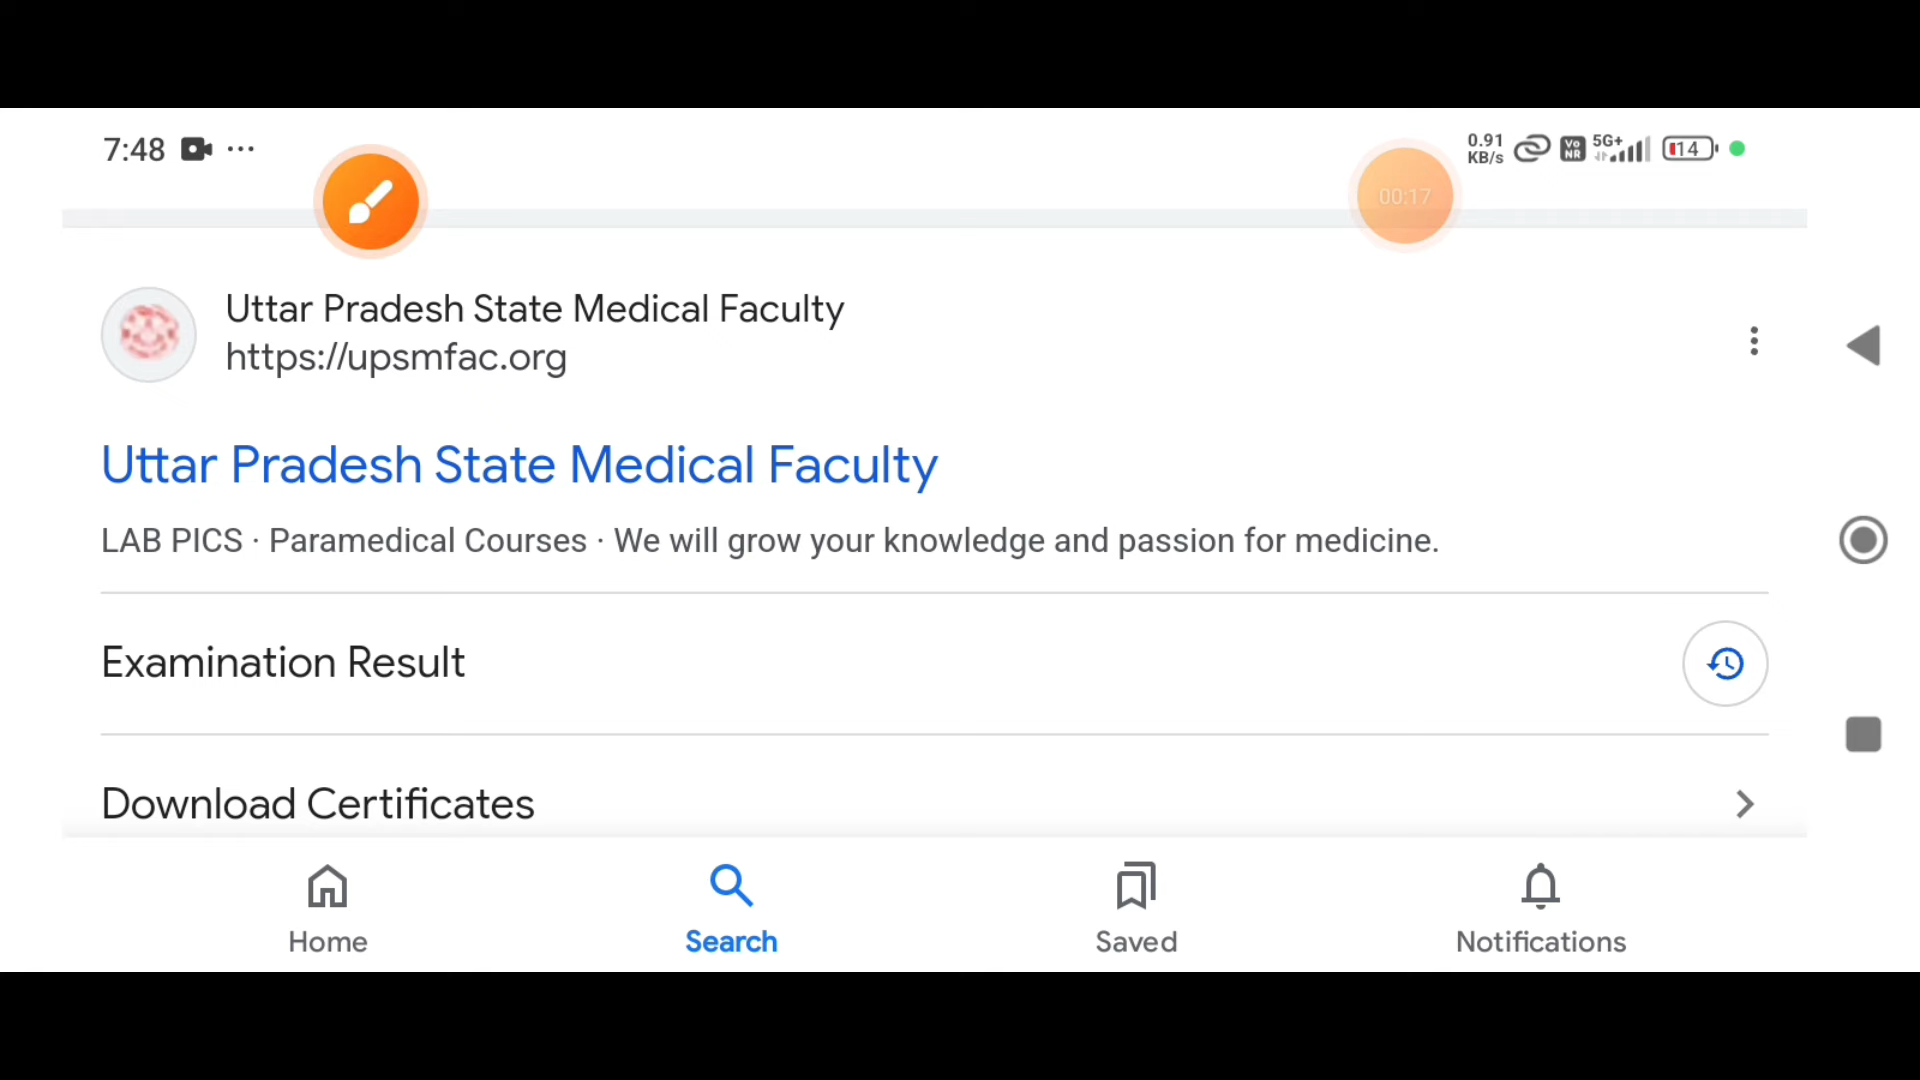 7:48
0.91
KB/s
Vo
NR
5G+
14
00:17
Uttar Pradesh State Medical Faculty
https://upsmfac.org
Uttar Pradesh State Medical Faculty
LAB PICS · Paramedical Courses · We will grow your knowledge and passion for medicine.
Examination Result
Download Certificates
Home
Search
Saved
Notifications